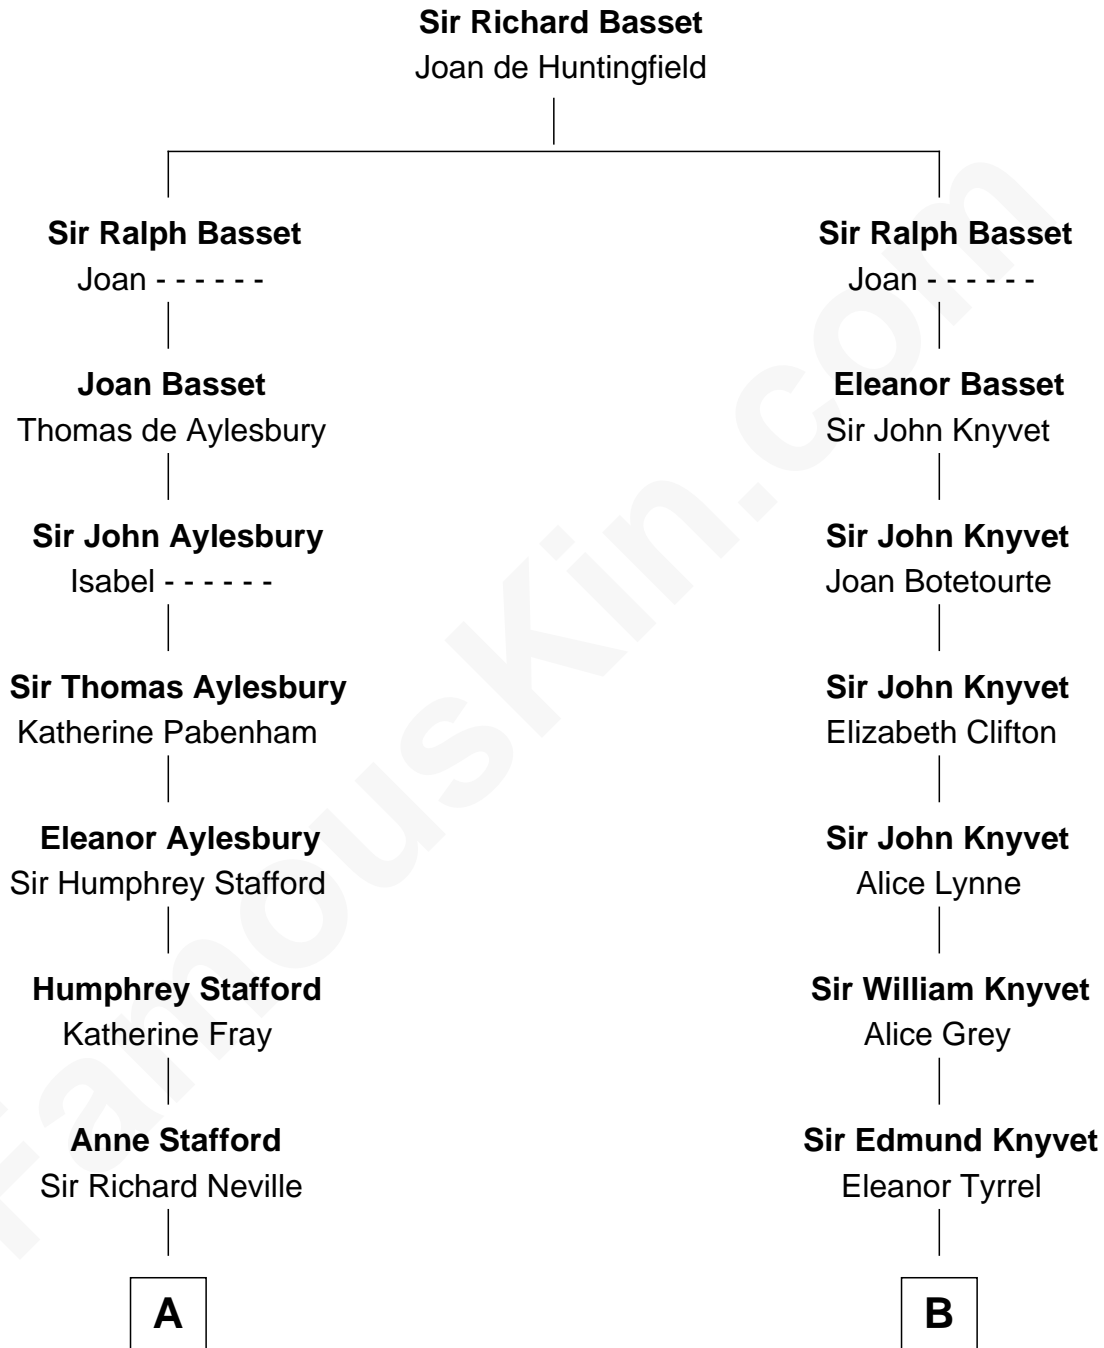 Sir Richard Basset
Joan de Huntingfield
Sir Ralph Basset
Joan - - - - - -
Joan Basset
Thomas de Aylesbury
Sir John Aylesbury
Isabel - - - - - -
Sir Thomas Aylesbury
Katherine Pabenham
Eleanor Aylesbury
Sir Humphrey Stafford
Humphrey Stafford
Katherine Fray
Anne Stafford
Sir Richard Neville
A
Sir Ralph Basset
Joan - - - - - -
Eleanor Basset
Sir John Knyvet
Sir John Knyvet
Joan Botetourte
Sir John Knyvet
Elizabeth Clifton
Sir John Knyvet
Alice Lynne
Sir William Knyvet
Alice Grey
Sir Edmund Knyvet
Eleanor Tyrrel
B
FamousKin.com